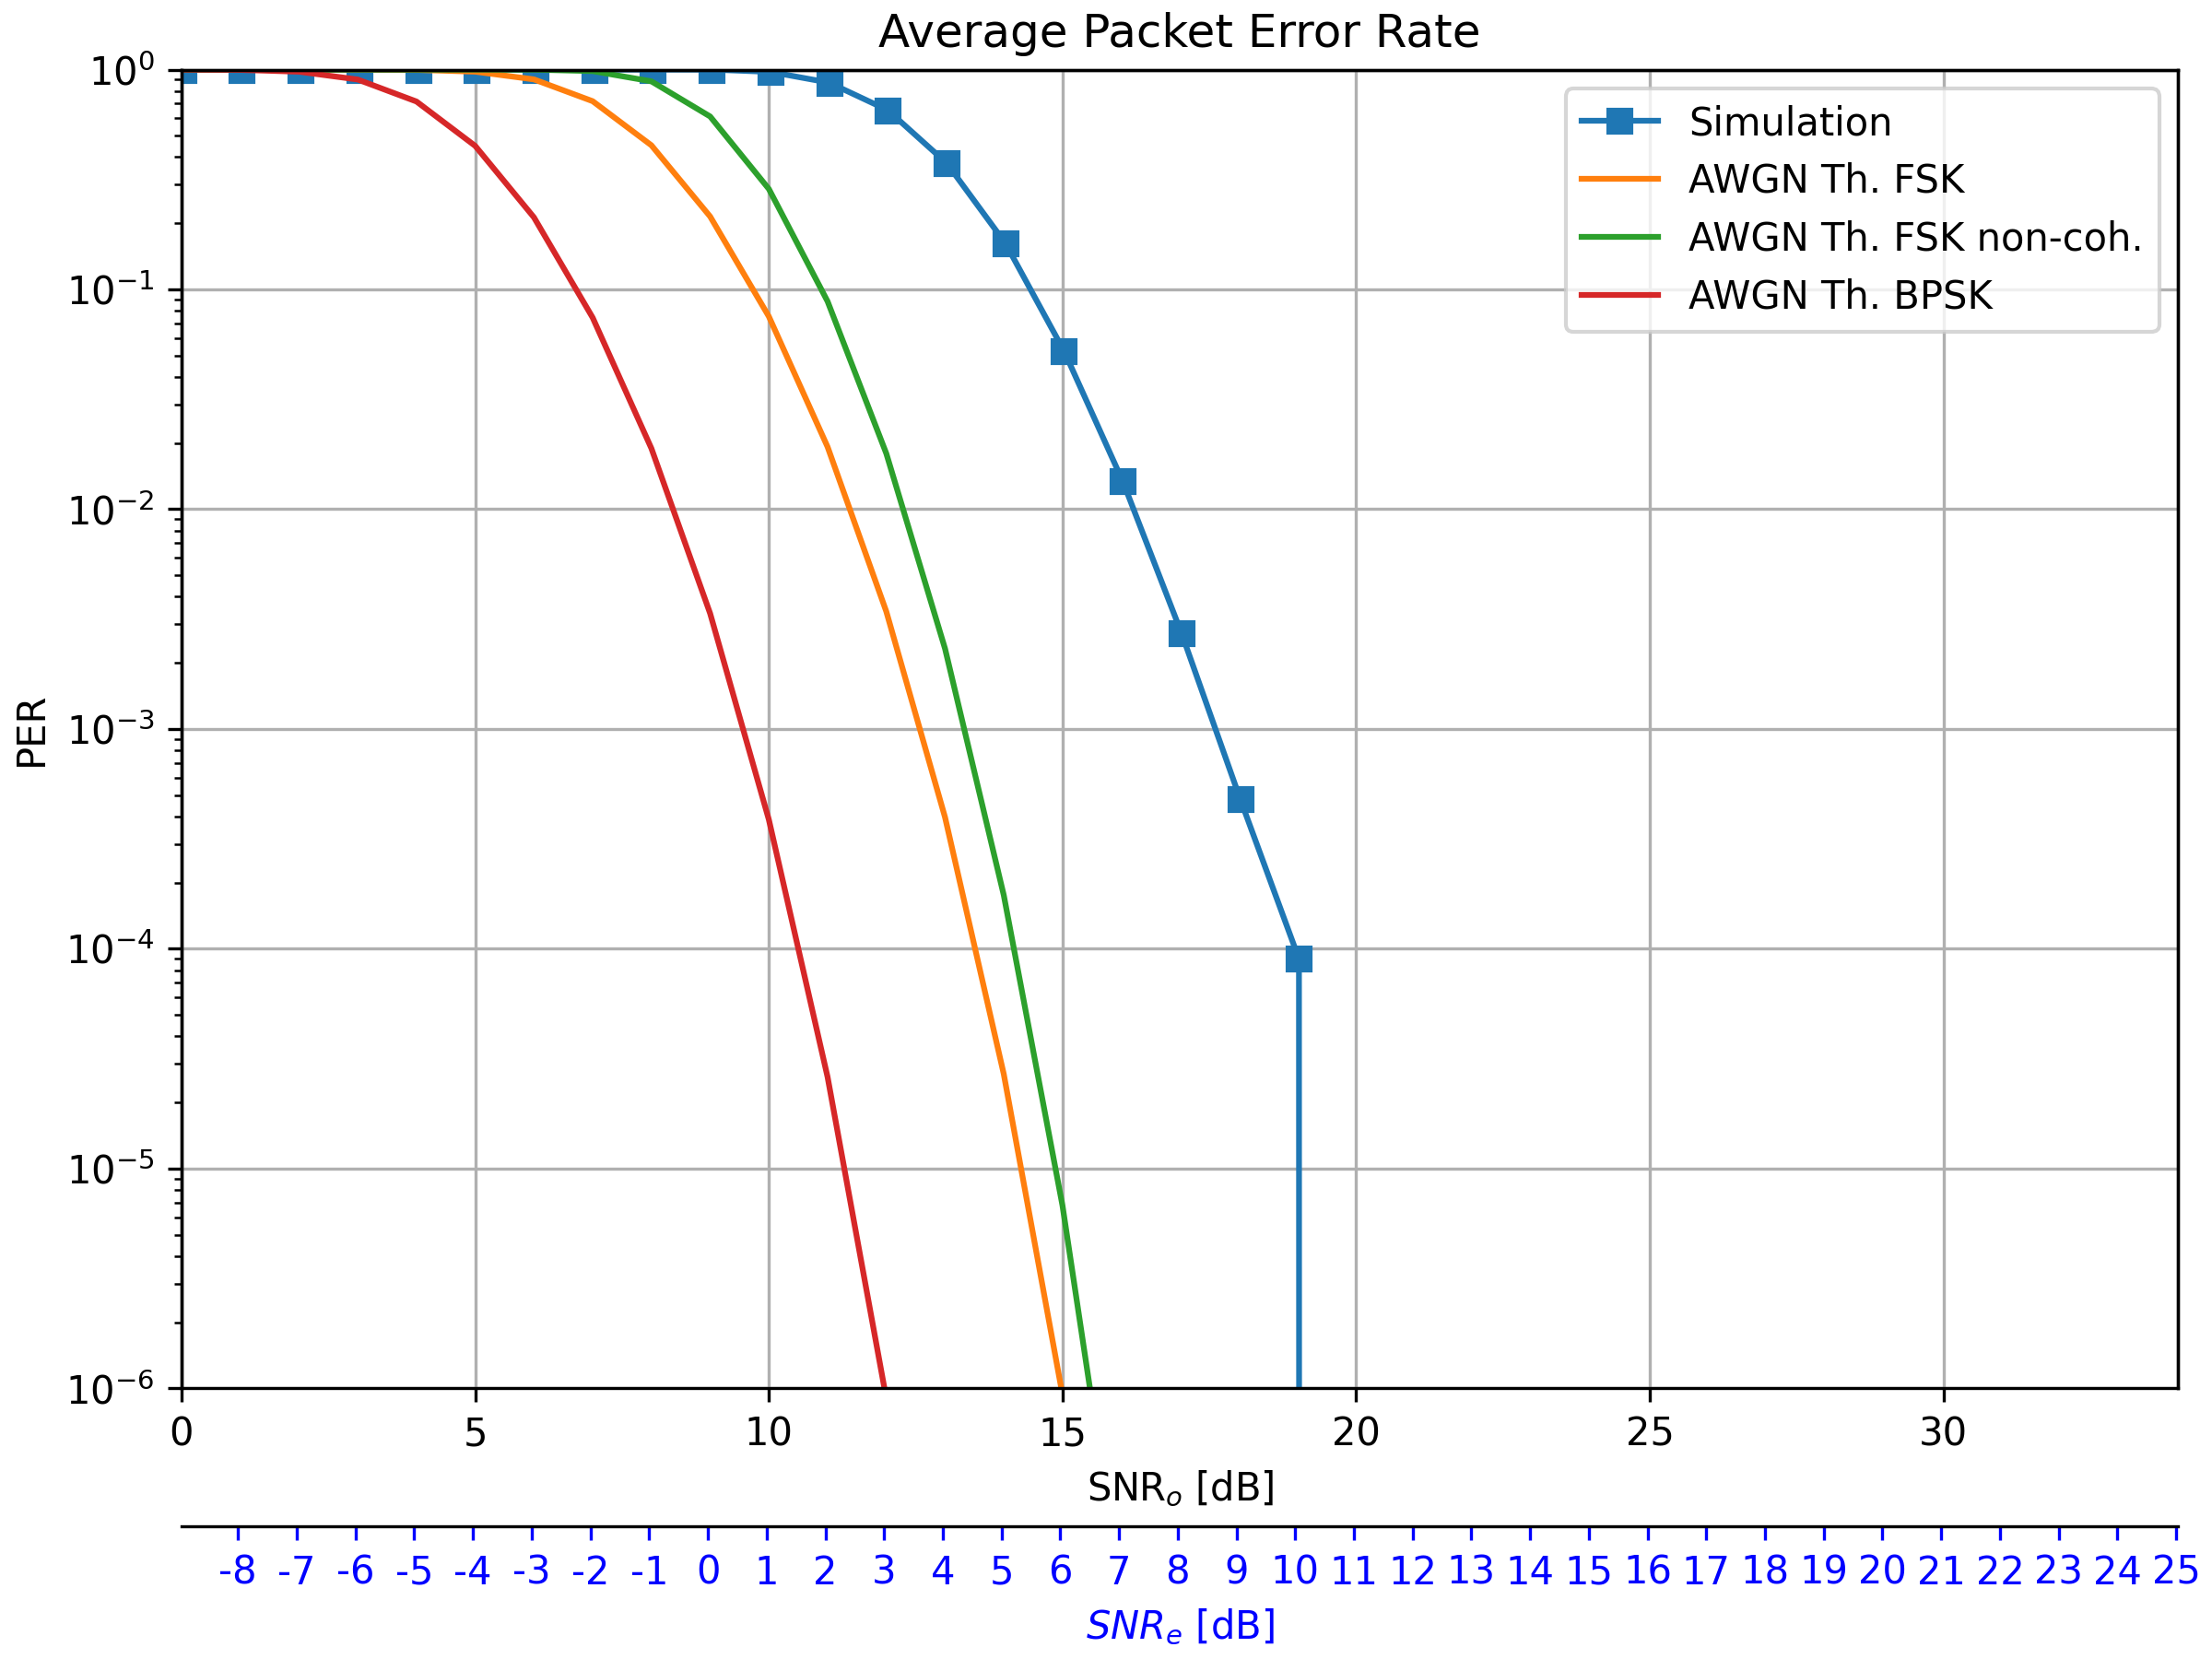 Average Packet Error Rate
10⁰
10⁻¹
10⁻²
10⁻³
10⁻⁴
10⁻⁵
10⁻⁶
PER
Simulation
AWGN Th. FSK
AWGN Th. FSK non-coh.
AWGN Th. BPSK
0 5 10 15 20 25 30
SNRₒ [dB]
-8 -7 -6 -5 -4 -3 -2 -1 0 1 2 3 4 5 6 7 8 9 10 11 12 13 14 15 16 17 18 19 20 21 22 23 24 25
SNRₑ [dB]